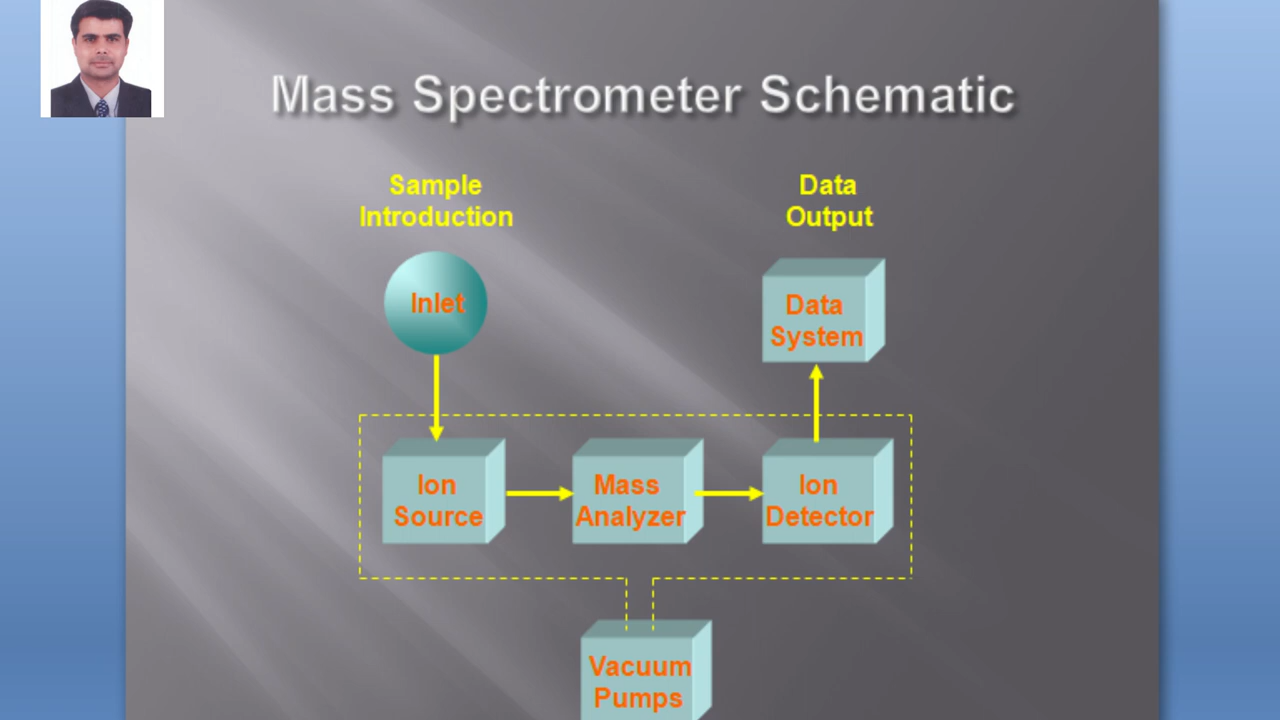 Mass Spectrometer Schematic
Sample
Introduction
Data
Output
Inlet
Data
System
Ion
Source
Mass
Analyzer
Ion
Detector
Vacuum
Pumps